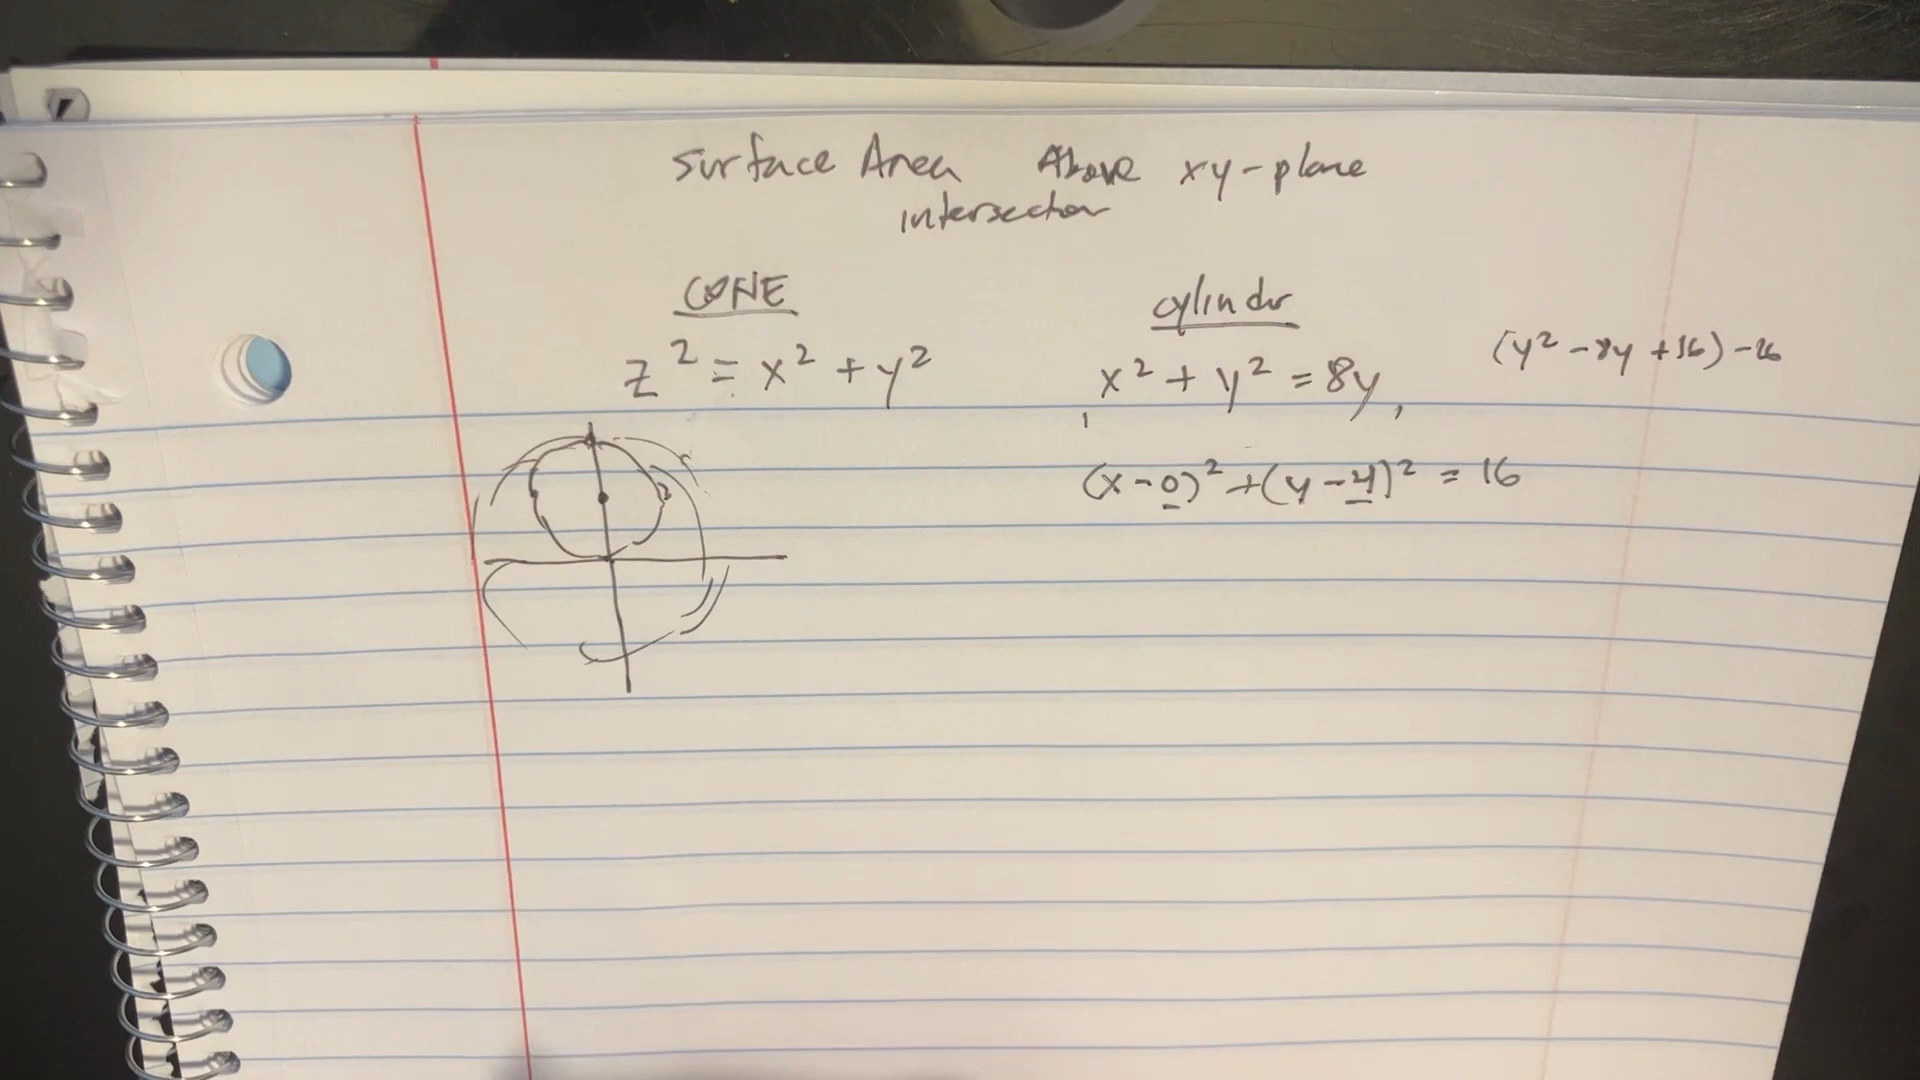 Surface Area Above xy-plane
intersection
CONE cylinder
z² = x² + y² x² + y² = 8y, (y² - 8y + 16) - 16
(x - 0)² + (y - 4)² = 16